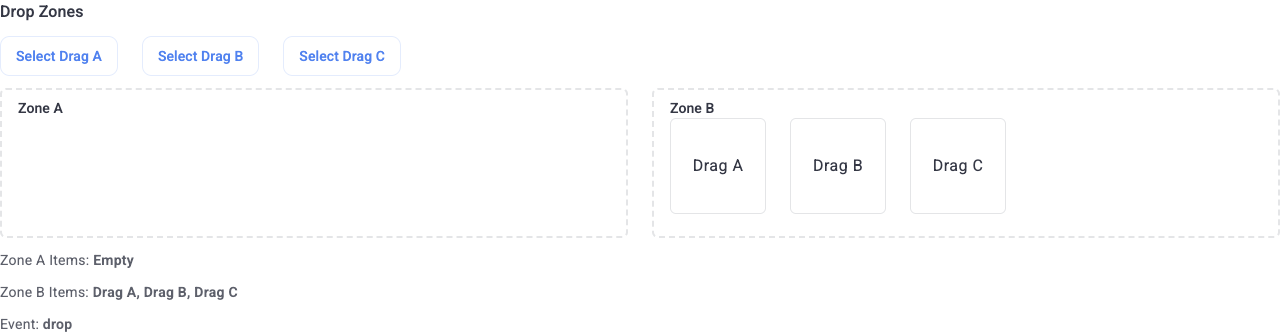 Drop Zones
Select Drag A Select Drag B Select Drag C
Zone A
Zone B
Drag A Drag B Drag C
Zone A Items: Empty
Zone B Items: Drag A, Drag B, Drag C
Event: drop